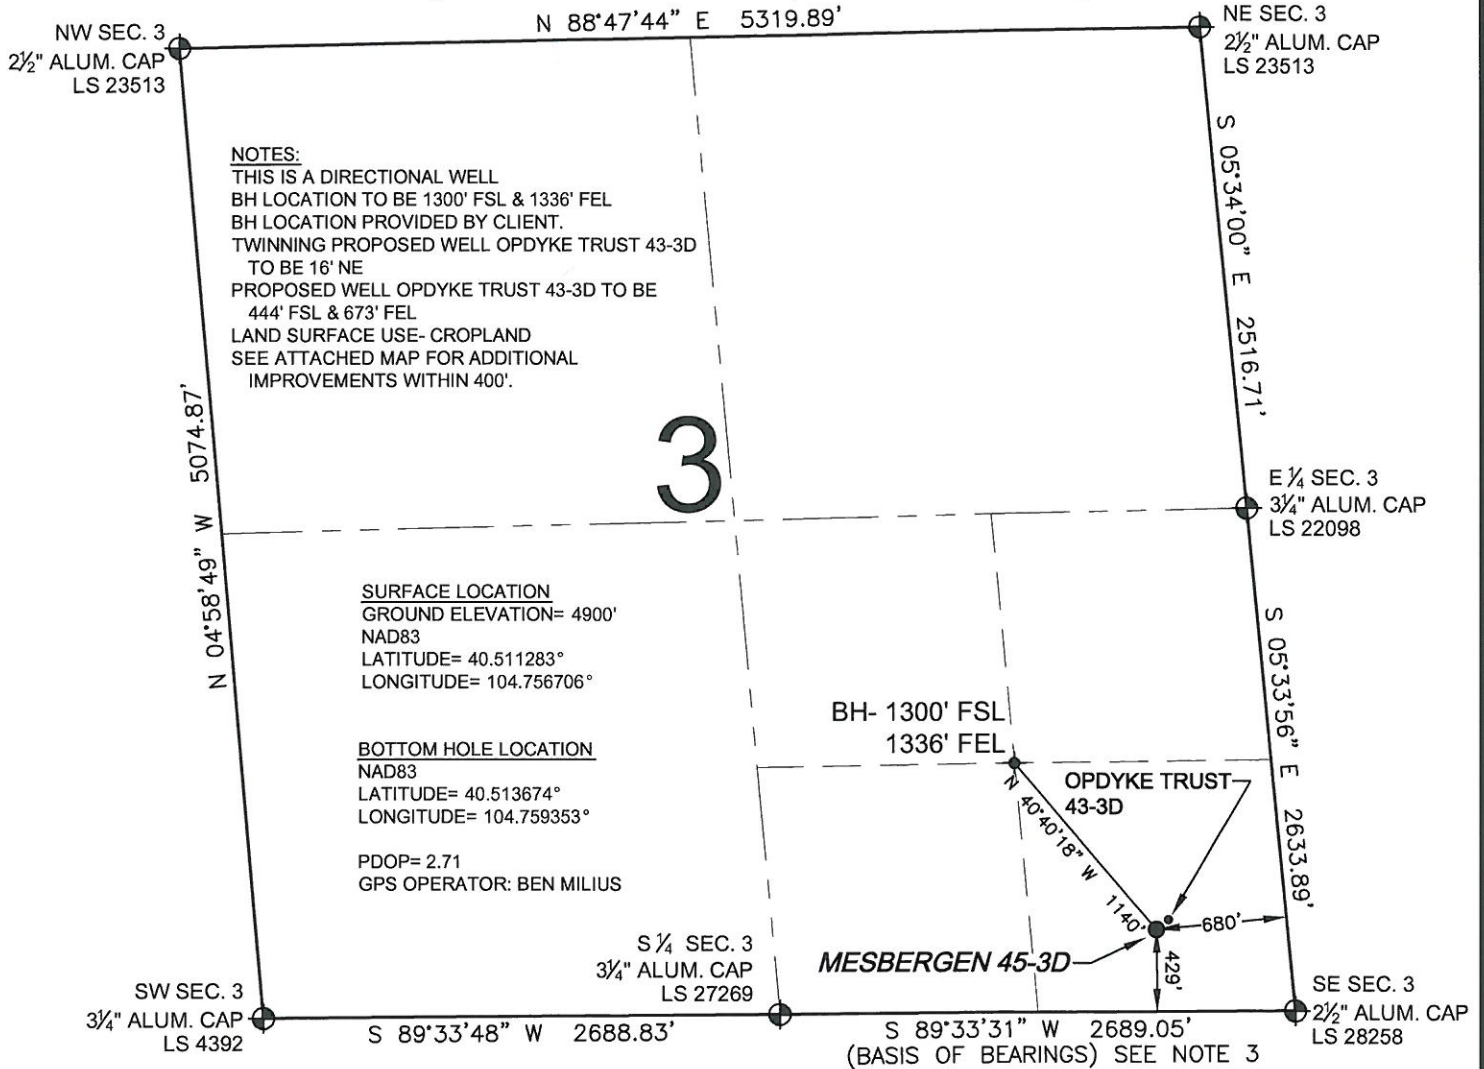 N 88°47'44" E 5319.89'
NW SEC. 3
2½" ALUM. CAP
LS 23513
NE SEC. 3
2½" ALUM. CAP
LS 23513
NOTES:
THIS IS A DIRECTIONAL WELL
BH LOCATION TO BE 1300' FSL & 1336' FEL
BH LOCATION PROVIDED BY CLIENT.
TWINNING PROPOSED WELL OPDYKE TRUST 43-3D
TO BE 16' NE
PROPOSED WELL OPDYKE TRUST 43-3D TO BE
444' FSL & 673' FEL
LAND SURFACE USE- CROPLAND
SEE ATTACHED MAP FOR ADDITIONAL
IMPROVEMENTS WITHIN 400'.
S 05°34'00" E 2516.71'
N 04°58'49" W 5074.87'
3
E ¼ SEC. 3
3¼" ALUM. CAP
LS 22098
SURFACE LOCATION
GROUND ELEVATION= 4900'
NAD83
LATITUDE= 40.511283°
LONGITUDE= 104.756706°
BOTTOM HOLE LOCATION
NAD83
LATITUDE= 40.513674°
LONGITUDE= 104.759353°
PDOP= 2.71
GPS OPERATOR: BEN MILIUS
S 05°33'56" E 2633.89'
BH- 1300' FSL
1336' FEL
OPDYKE TRUST
43-3D
N 40°40'18" W 1140'
680'
429'
MESBERGEN 45-3D
S ¼ SEC. 3
3¼" ALUM. CAP
LS 27269
SW SEC. 3
3¼" ALUM. CAP
LS 4392
SE SEC. 3
2½" ALUM. CAP
LS 28258
S 89°33'48" W 2688.83'
S 89°33'31" W 2689.05'
(BASIS OF BEARINGS) SEE NOTE 3